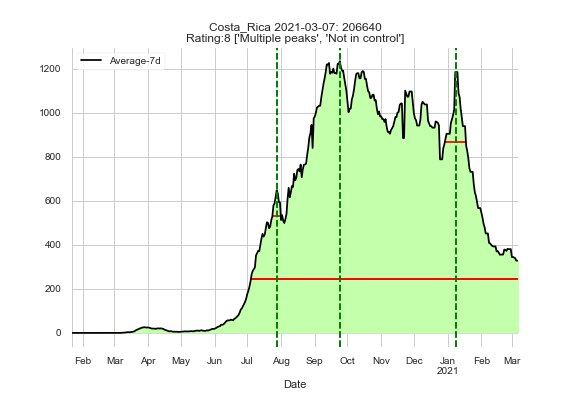 Costa_Rica 2021-03-07: 206640
Rating:8 ['Multiple peaks', 'Not in control']
Average-7d
1200
1000
800
600
400
200
0
Feb Mar Apr May Jun Jul Aug Sep Oct Nov Dec Jan Feb Mar
2021
Date